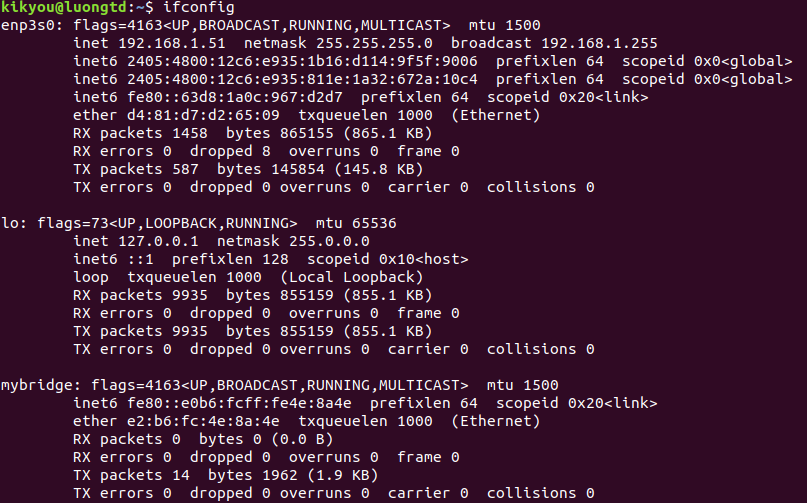 kikyou@luongtd:~$ ifconfig
enp3s0: flags=4163<UP,BROADCAST,RUNNING,MULTICAST>  mtu 1500
        inet 192.168.1.51  netmask 255.255.255.0  broadcast 192.168.1.255
        inet6 2405:4800:12c6:e935:1b16:d114:9f5f:9006  prefixlen 64  scopeid 0x0<global>
        inet6 2405:4800:12c6:e935:811e:1a32:672a:10c4  prefixlen 64  scopeid 0x0<global>
        inet6 fe80::63d8:1a0c:967:d2d7  prefixlen 64  scopeid 0x20<link>
        ether d4:81:d7:d2:65:09  txqueuelen 1000  (Ethernet)
        RX packets 1458  bytes 865155 (865.1 KB)
        RX errors 0  dropped 8  overruns 0  frame 0
        TX packets 587  bytes 145854 (145.8 KB)
        TX errors 0  dropped 0 overruns 0  carrier 0  collisions 0
lo: flags=73<UP,LOOPBACK,RUNNING>  mtu 65536
        inet 127.0.0.1  netmask 255.0.0.0
        inet6 ::1  prefixlen 128  scopeid 0x10<host>
        loop  txqueuelen 1000  (Local Loopback)
        RX packets 9935  bytes 855159 (855.1 KB)
        RX errors 0  dropped 0  overruns 0  frame 0
        TX packets 9935  bytes 855159 (855.1 KB)
        TX errors 0  dropped 0 overruns 0  carrier 0  collisions 0
mybridge: flags=4163<UP,BROADCAST,RUNNING,MULTICAST>  mtu 1500
        inet6 fe80::e0b6:fcff:fe4e:8a4e  prefixlen 64  scopeid 0x20<link>
        ether e2:b6:fc:4e:8a:4e  txqueuelen 1000  (Ethernet)
        RX packets 0  bytes 0 (0.0 B)
        RX errors 0  dropped 0  overruns 0  frame 0
        TX packets 14  bytes 1962 (1.9 KB)
        TX errors 0  dropped 0 overruns 0  carrier 0  collisions 0